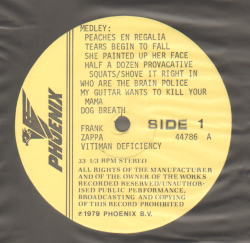 MEDLEY:
PEACHES EN REGALIA
TEARS BEGIN TO FALL
SHE PAINTED UP HER FACE
HALF A DOZEN PROVACATIVE
SQUATS/SHOVE IT RIGHT IN
WHO ARE THE BRAIN POLICE
MY GUITAR WANTS TO KILL YOUR
MAMA
DOG BREATH
PHOENIX
FRANK
ZAPPA
SIDE 1
44786 A
VITIMAN DEFICIENCY
33 1/3 RPM STEREO
ALL RIGHTS OF THE MANUFACTURER
AND OF THE OWNER OF THE WORKS
RECORDED RESERVED/UNAUTHOR-
ISED PUBLIC PERFORMANCE,
BROADCASTING AND COPYING
OF THIS RECORD PROHIBITED
℗1979 PHOENIX B.V.